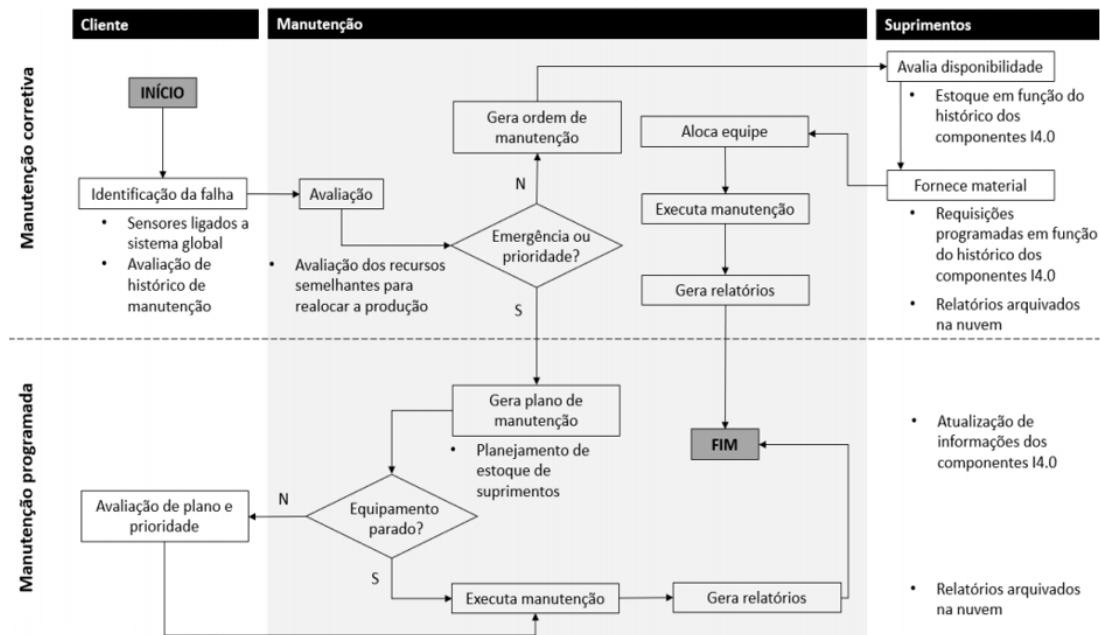 Cliente
Manutenção
Suprimentos
Manutenção corretiva
INÍCIO
Identificação da falha
• Sensores ligados a
sistema global
• Avaliação de
histórico de
manutenção
Avaliação
• Avaliação dos recursos
semelhantes para
realocar a produção
Gera ordem de
manutenção
N
Emergência ou
prioridade?
S
Aloca equipe
Executa manutenção
Gera relatórios
Avalia disponibilidade
• Estoque em função do
histórico dos
componentes I4.0
Fornece material
• Requisições
programadas em função
do histórico dos
componentes I4.0
• Relatórios arquivados
na nuvem
Manutenção programada
Gera plano de
manutenção
• Planejamento de
estoque de
suprimentos
FIM
• Atualização de
informações dos
componentes I4.0
Avaliação de plano e
prioridade
N
Equipamento
parado?
S
Executa manutenção
Gera relatórios
• Relatórios arquivados
na nuvem